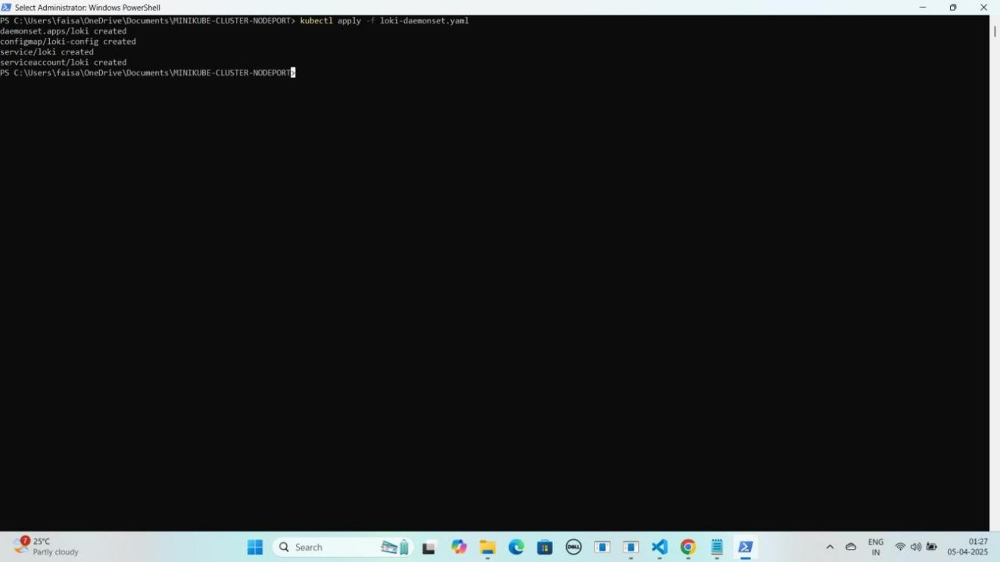 Select Administrator: Windows PowerShell
PS C:\Users\faisa\OneDrive\Documents\MINIKUBE-CLUSTER-NODEPORT> kubectl apply -f loki-daemonset.yaml
daemonset.apps/loki created
configmap/loki-config created
service/loki created
serviceaccount/loki created
PS C:\Users\faisa\OneDrive\Documents\MINIKUBE-CLUSTER-NODEPORT>
7
25°C
Partly cloudy
Search
DELL
ENG
IN
01:27
05-04-2025